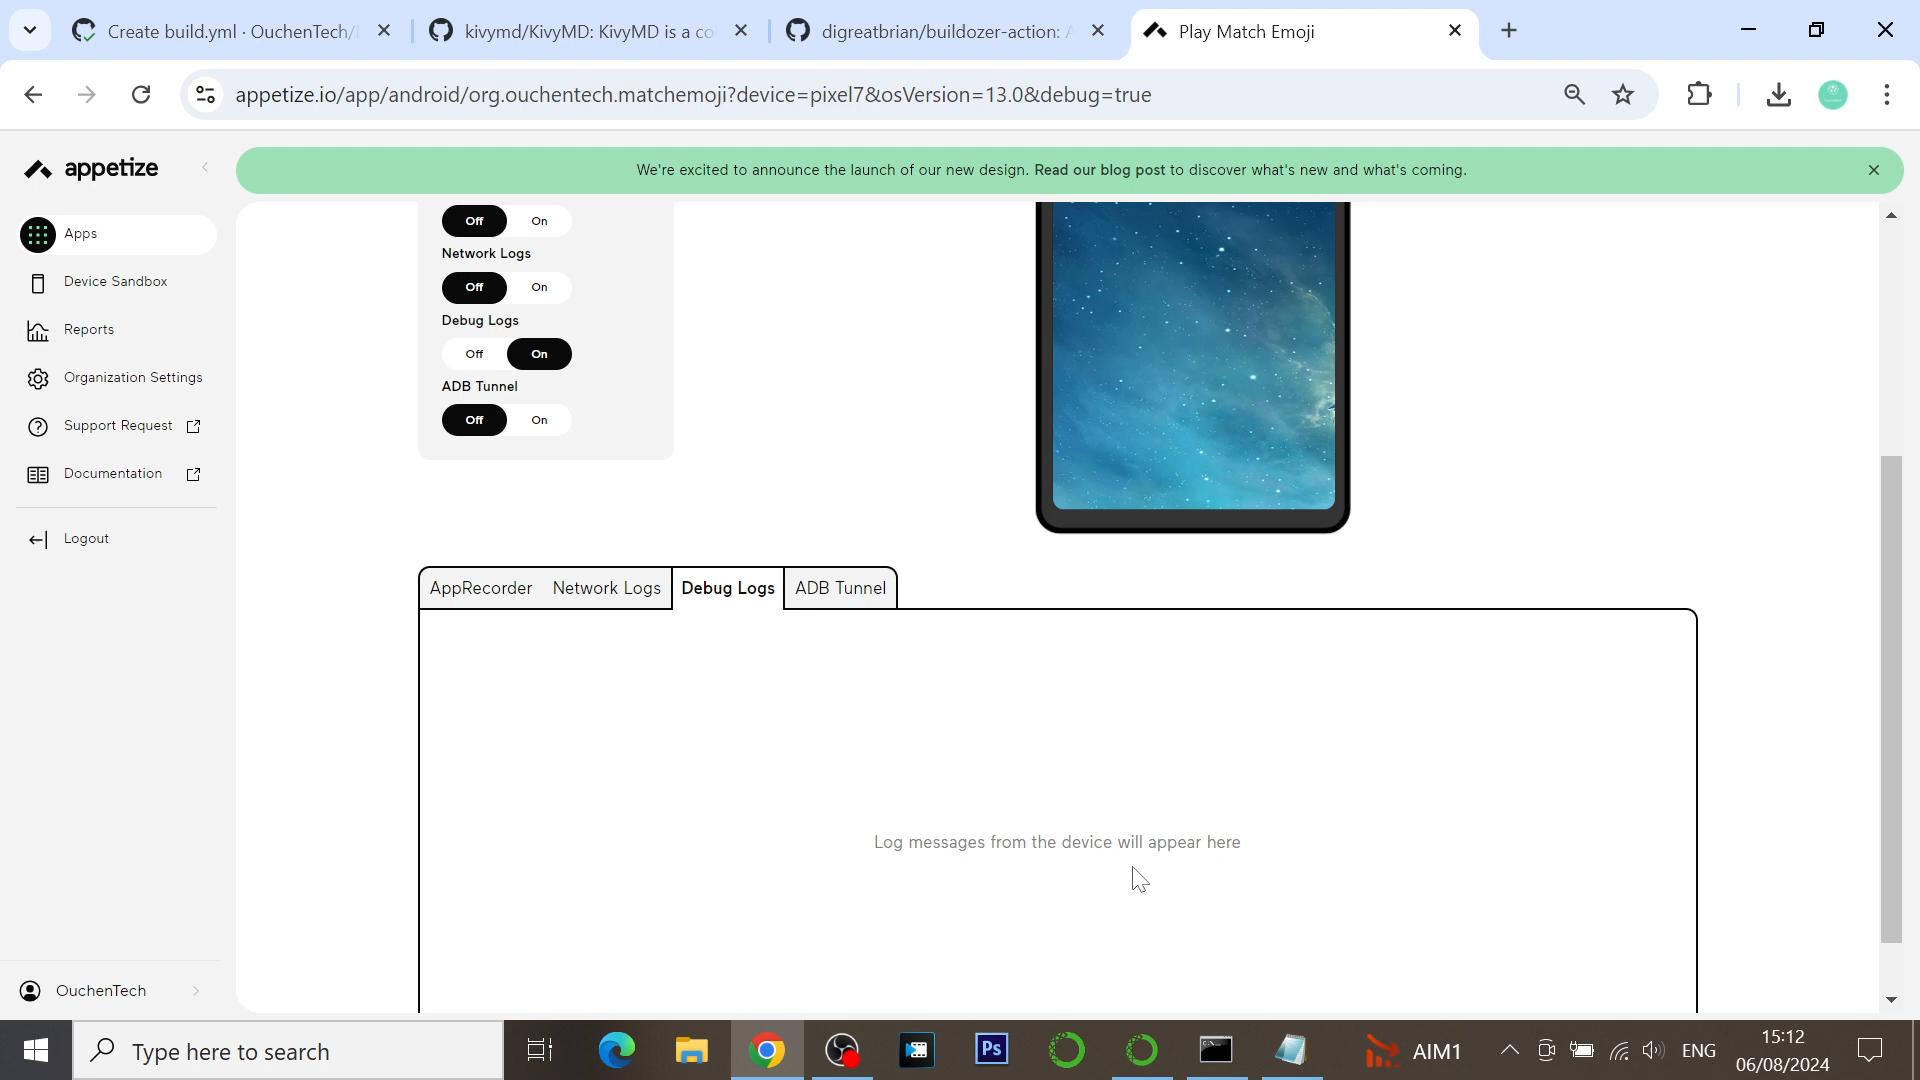 Create build.yml · OuchenTech/
kivymd/KivyMD: KivyMD is a co
digreatbrian/buildozer-action: A
Play Match Emoji
appetize.io/app/android/org.ouchentech.matchemoji?device=pixel7&osVersion=13.0&debug=true
appetize
We're excited to announce the launch of our new design. Read our blog post to discover what's new and what's coming.
Apps
Device Sandbox
Reports
Organization Settings
Support Request
Documentation
Logout
Off On
Network Logs
Off On
Debug Logs
Off On
ADB Tunnel
Off On
AppRecorder Network Logs Debug Logs ADB Tunnel
Log messages from the device will appear here
OuchenTech
Type here to search
Ps
AIM1
ENG
15:12
06/08/2024